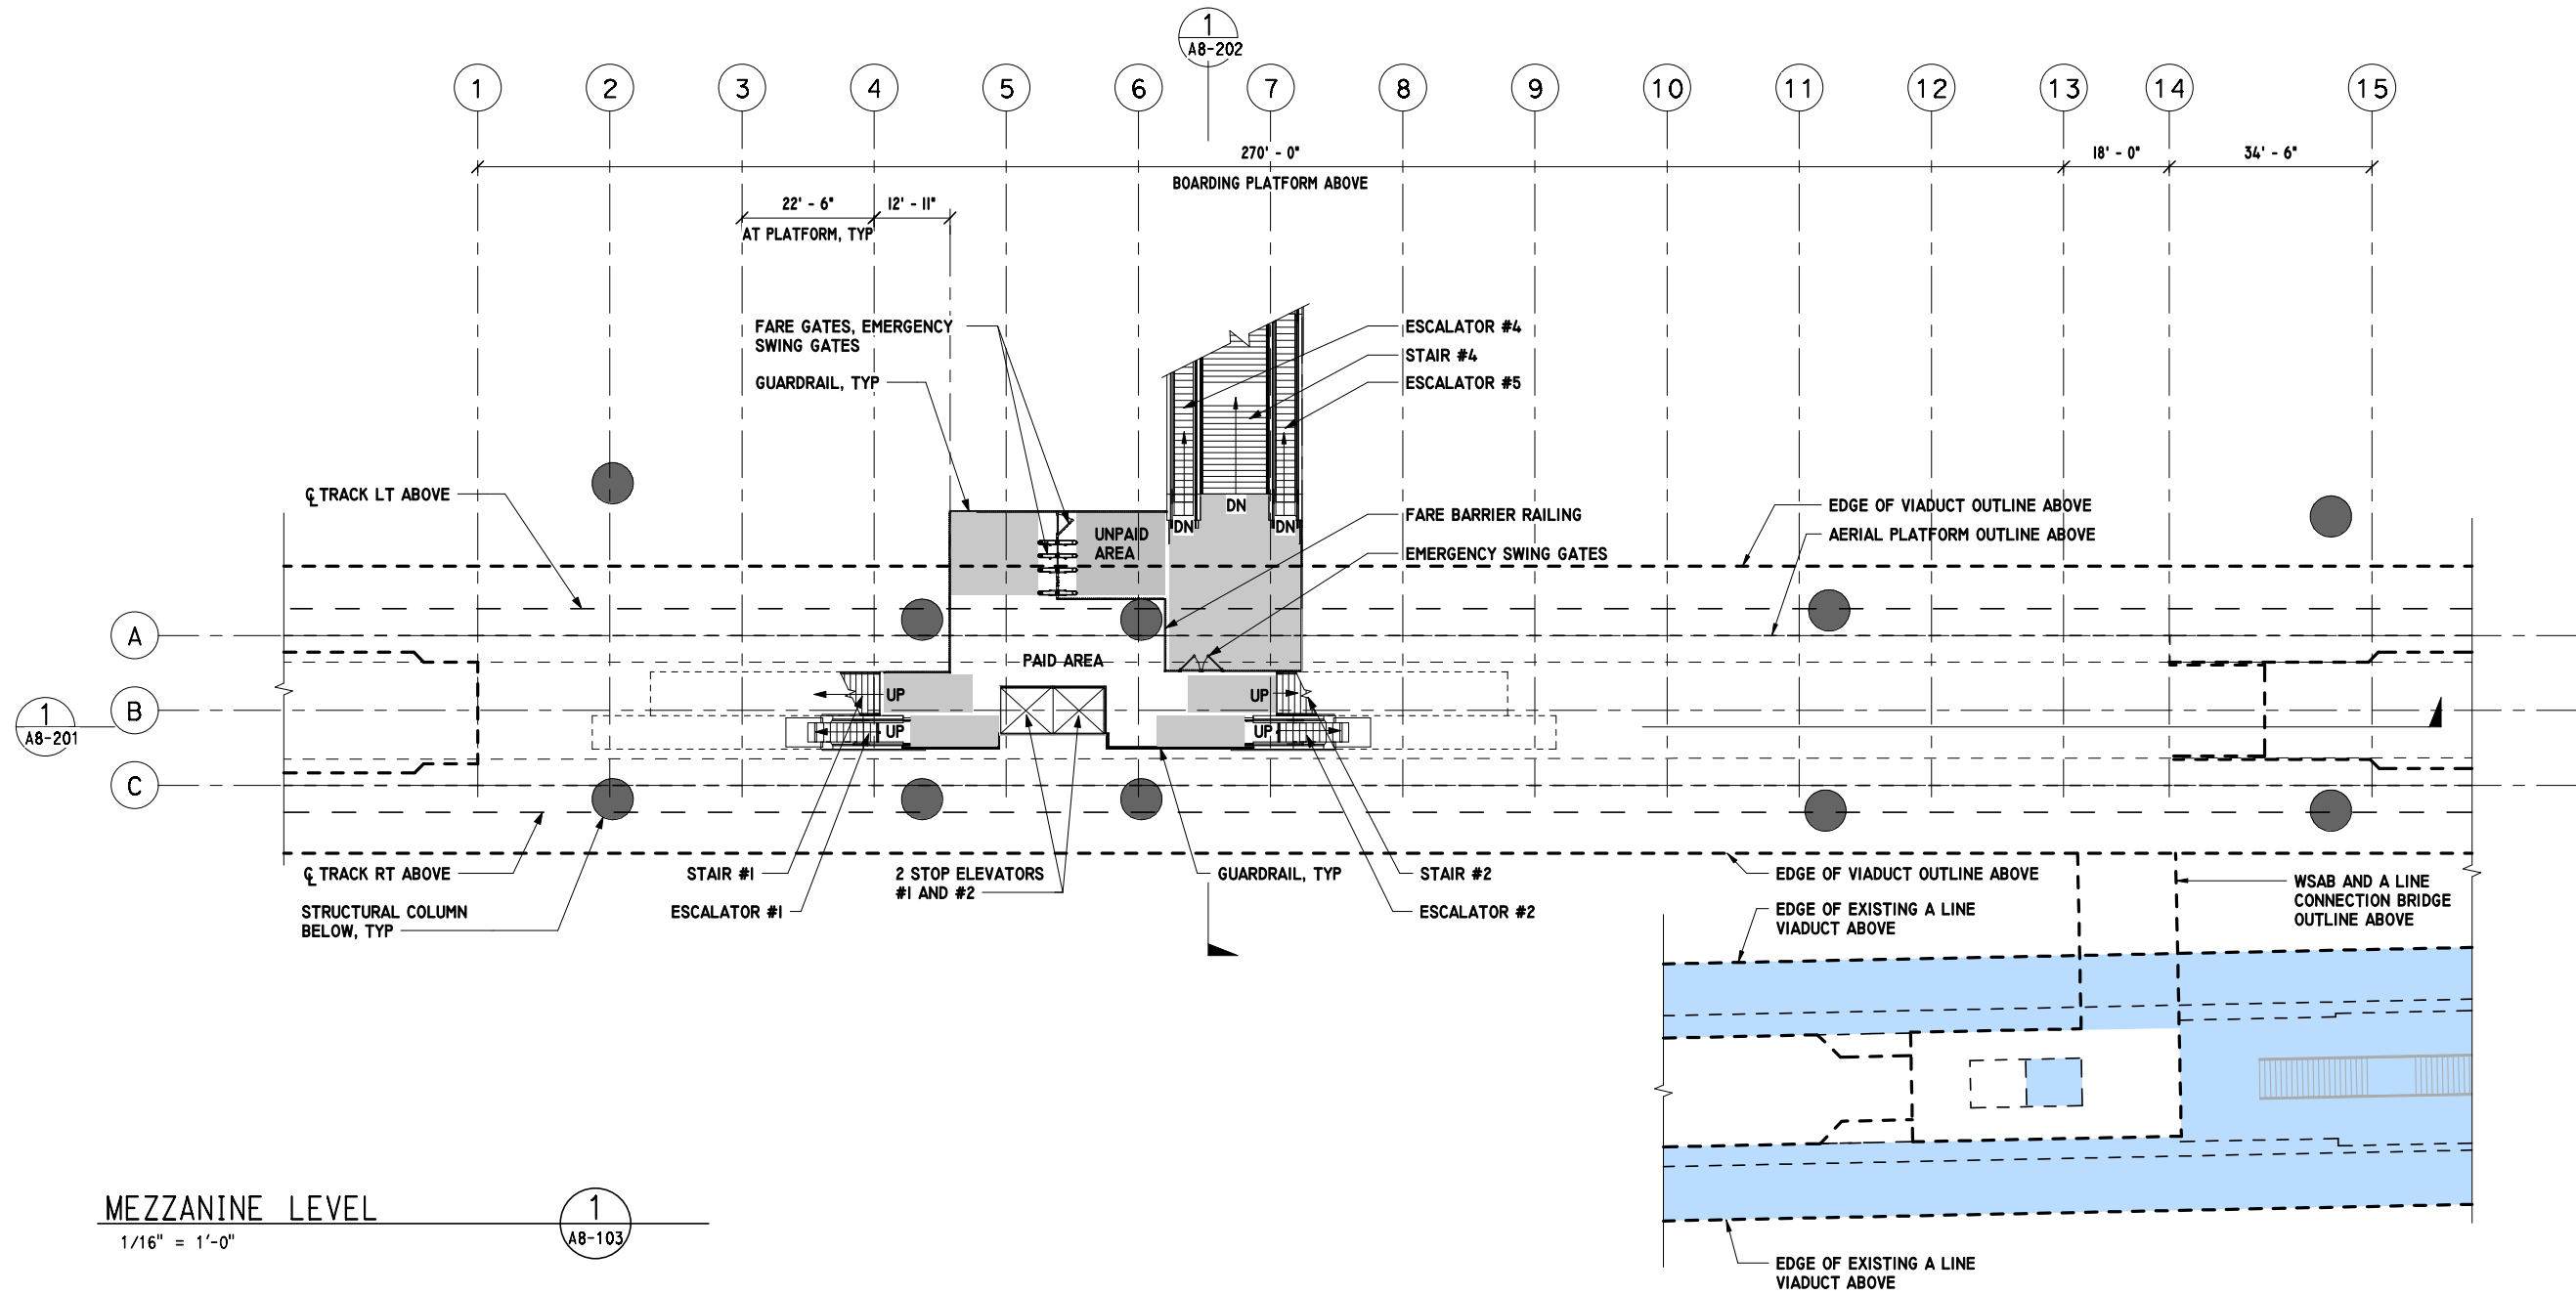 1
A8-202
1 2 3 4 5 6 7 8 9 10 11 12 13 14 15
270' - 0"
18' - 0"
34' - 6"
BOARDING PLATFORM ABOVE
22' - 6"
12' - 11"
AT PLATFORM, TYP
FARE GATES, EMERGENCY
SWING GATES
GUARDRAIL, TYP
ESCALATOR #4
STAIR #4
ESCALATOR #5
℄ TRACK LT ABOVE
DN
DN
DN
UNPAID
AREA
FARE BARRIER RAILING
EMERGENCY SWING GATES
EDGE OF VIADUCT OUTLINE ABOVE
AERIAL PLATFORM OUTLINE ABOVE
A
PAID AREA
UP
UP
B
1
A8-201
UP
UP
C
℄ TRACK RT ABOVE
STRUCTURAL COLUMN
BELOW, TYP
STAIR #1
ESCALATOR #1
2 STOP ELEVATORS
#1 AND #2
GUARDRAIL, TYP
STAIR #2
ESCALATOR #2
EDGE OF VIADUCT OUTLINE ABOVE
EDGE OF EXISTING A LINE
VIADUCT ABOVE
WSAB AND A LINE
CONNECTION BRIDGE
OUTLINE ABOVE
MEZZANINE LEVEL
1/16" = 1'-0"
1
A8-103
EDGE OF EXISTING A LINE
VIADUCT ABOVE